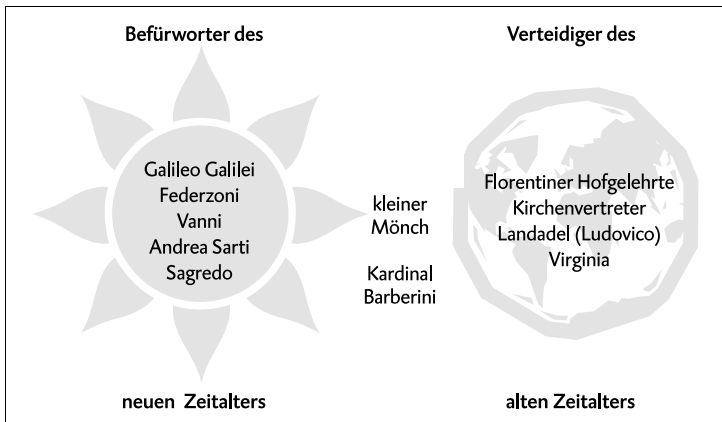 Befürworter des
Verteidiger des
Galileo Galilei
Federzoni
Vanni
Andrea Sarti
Sagredo
kleiner
Mönch
Kardinal
Barberini
Florentiner Hofgelehrte
Kirchenvertreter
Landadel (Ludovico)
Virginia
neuen Zeitalters
alten Zeitalters